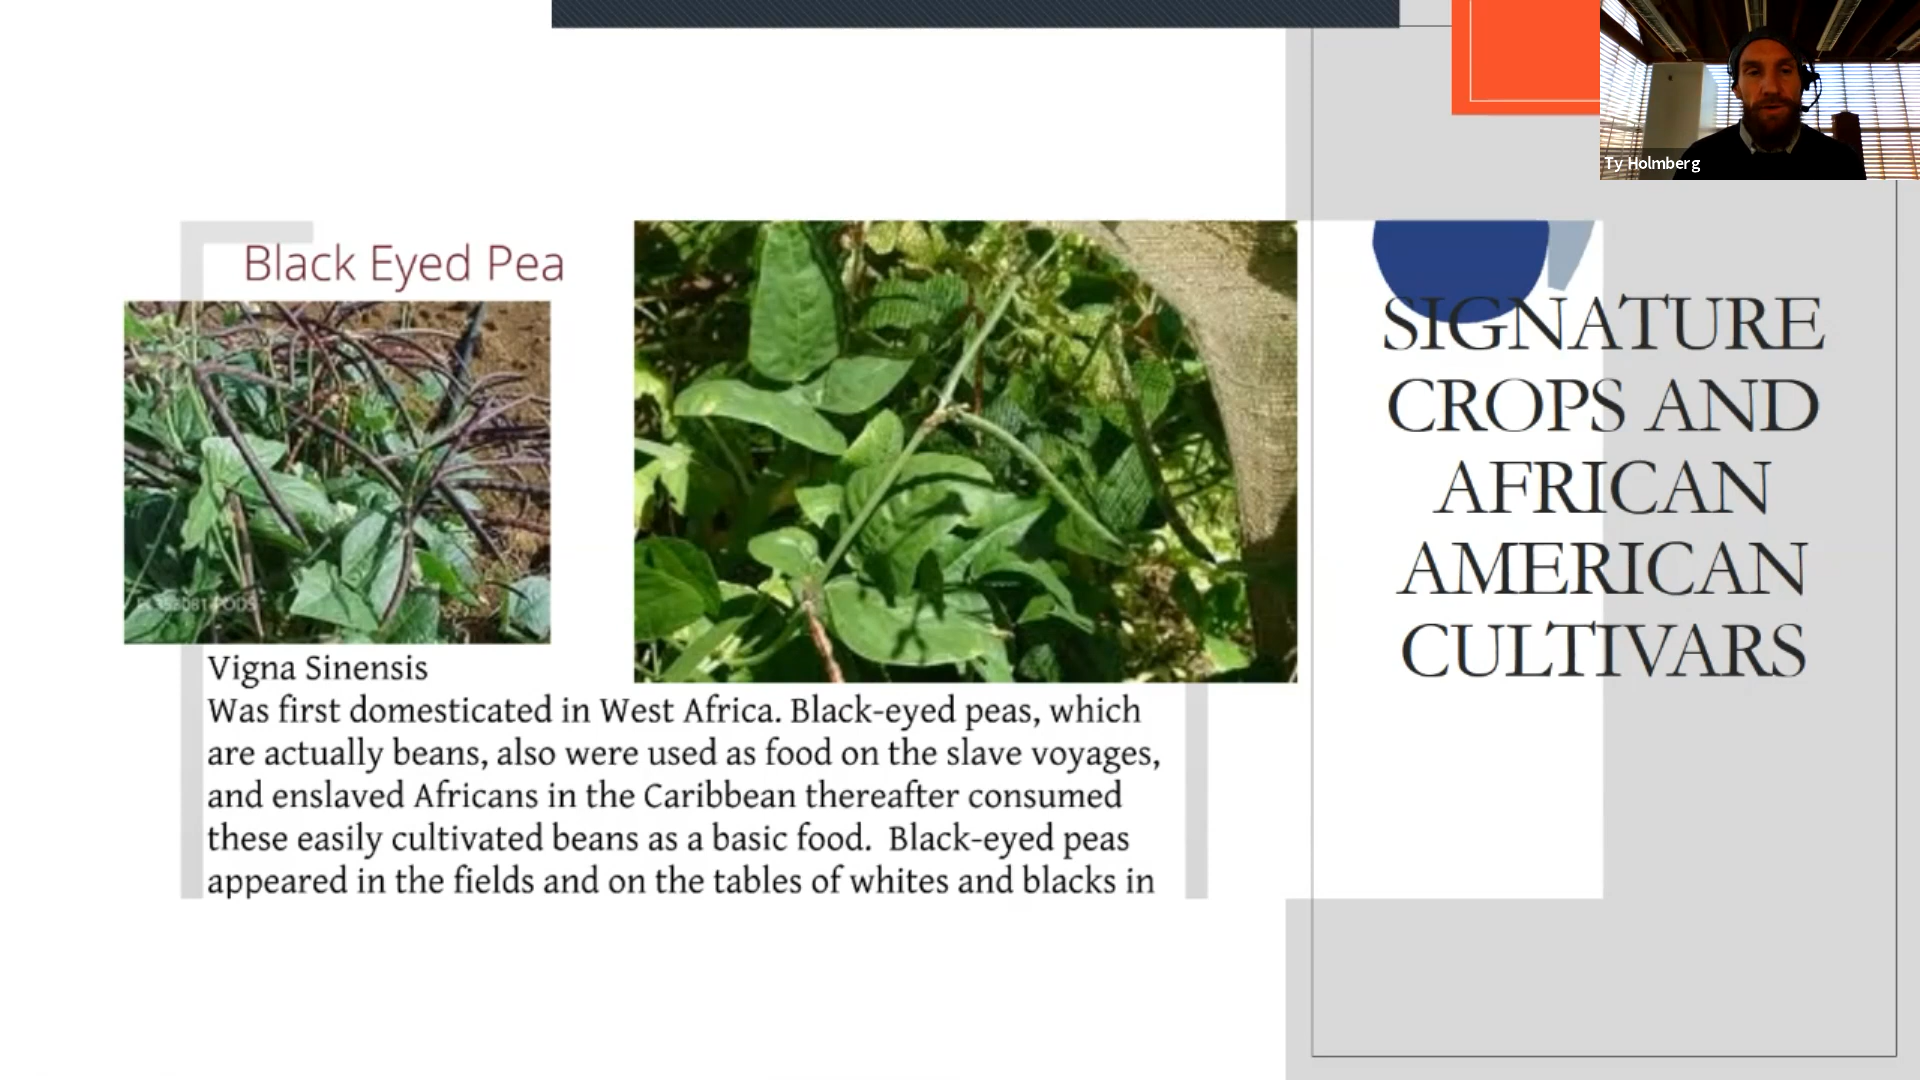 Ty Holmberg
Black Eyed Pea
SIGNATURE
CROPS AND
AFRICAN
AMERICAN
CULTIVARS
Vigna Sinensis
Was first domesticated in West Africa. Black-eyed peas, which
are actually beans, also were used as food on the slave voyages,
and enslaved Africans in the Caribbean thereafter consumed
these easily cultivated beans as a basic food.  Black-eyed peas
appeared in the fields and on the tables of whites and blacks in